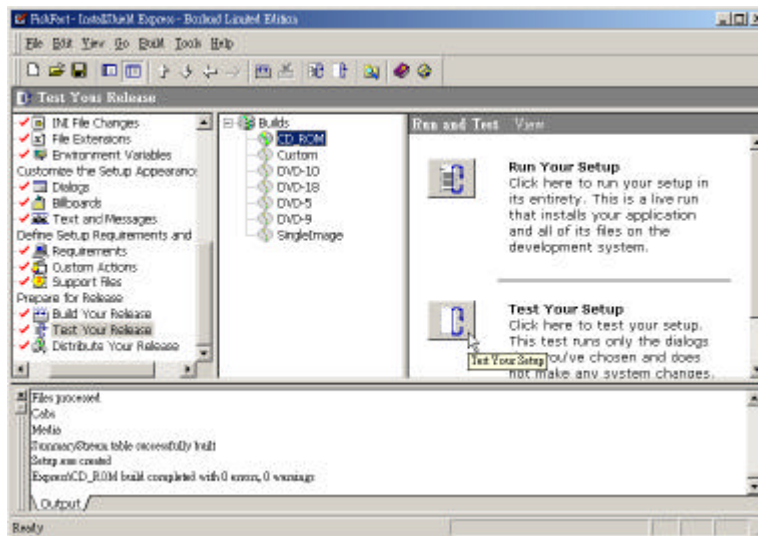 FishFact - InstallShield Express - Borland Limited Edition
File Edit View Go Build Tools Help
Test Your Release
INI File Changes
File Extensions
Environment Variables
Customize the Setup Appearanc
Dialogs
Billboards
Text and Messages
Define Setup Requirements and
Requirements
Custom Actions
Support Files
Prepare for Release
Build Your Release
Test Your Release
Distribute Your Release
Builds
CD_ROM
Custom
DVD-10
DVD-18
DVD-5
DVD-9
SingleImage
Run and Test View
Run Your Setup
Click here to run your setup in
its entirety. This is a live run
that installs your application
and all of its files on the
development system.
Test Your Setup
Click here to test your setup.
This test runs only the dialogs
you've chosen and does
not make any system changes.
Test Your Setup
Files processed
Cabs
Media
SummaryStream table successfully built
Setup.exe created
Express\CD_ROM build completed with 0 errors, 0 warnings
Output
Ready